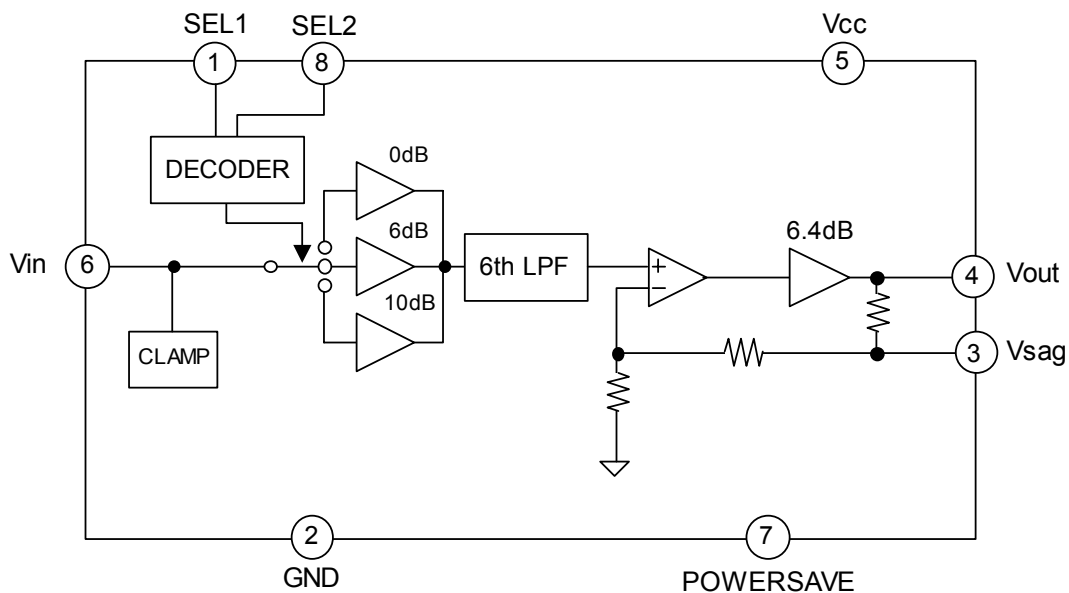 SEL1
SEL2
Vcc
1
8
5
DECODER
0dB
6dB
10dB
6.4dB
Vin
6
6th LPF
+
−
4
Vout
CLAMP
3
Vsag
2
7
GND
POWERSAVE